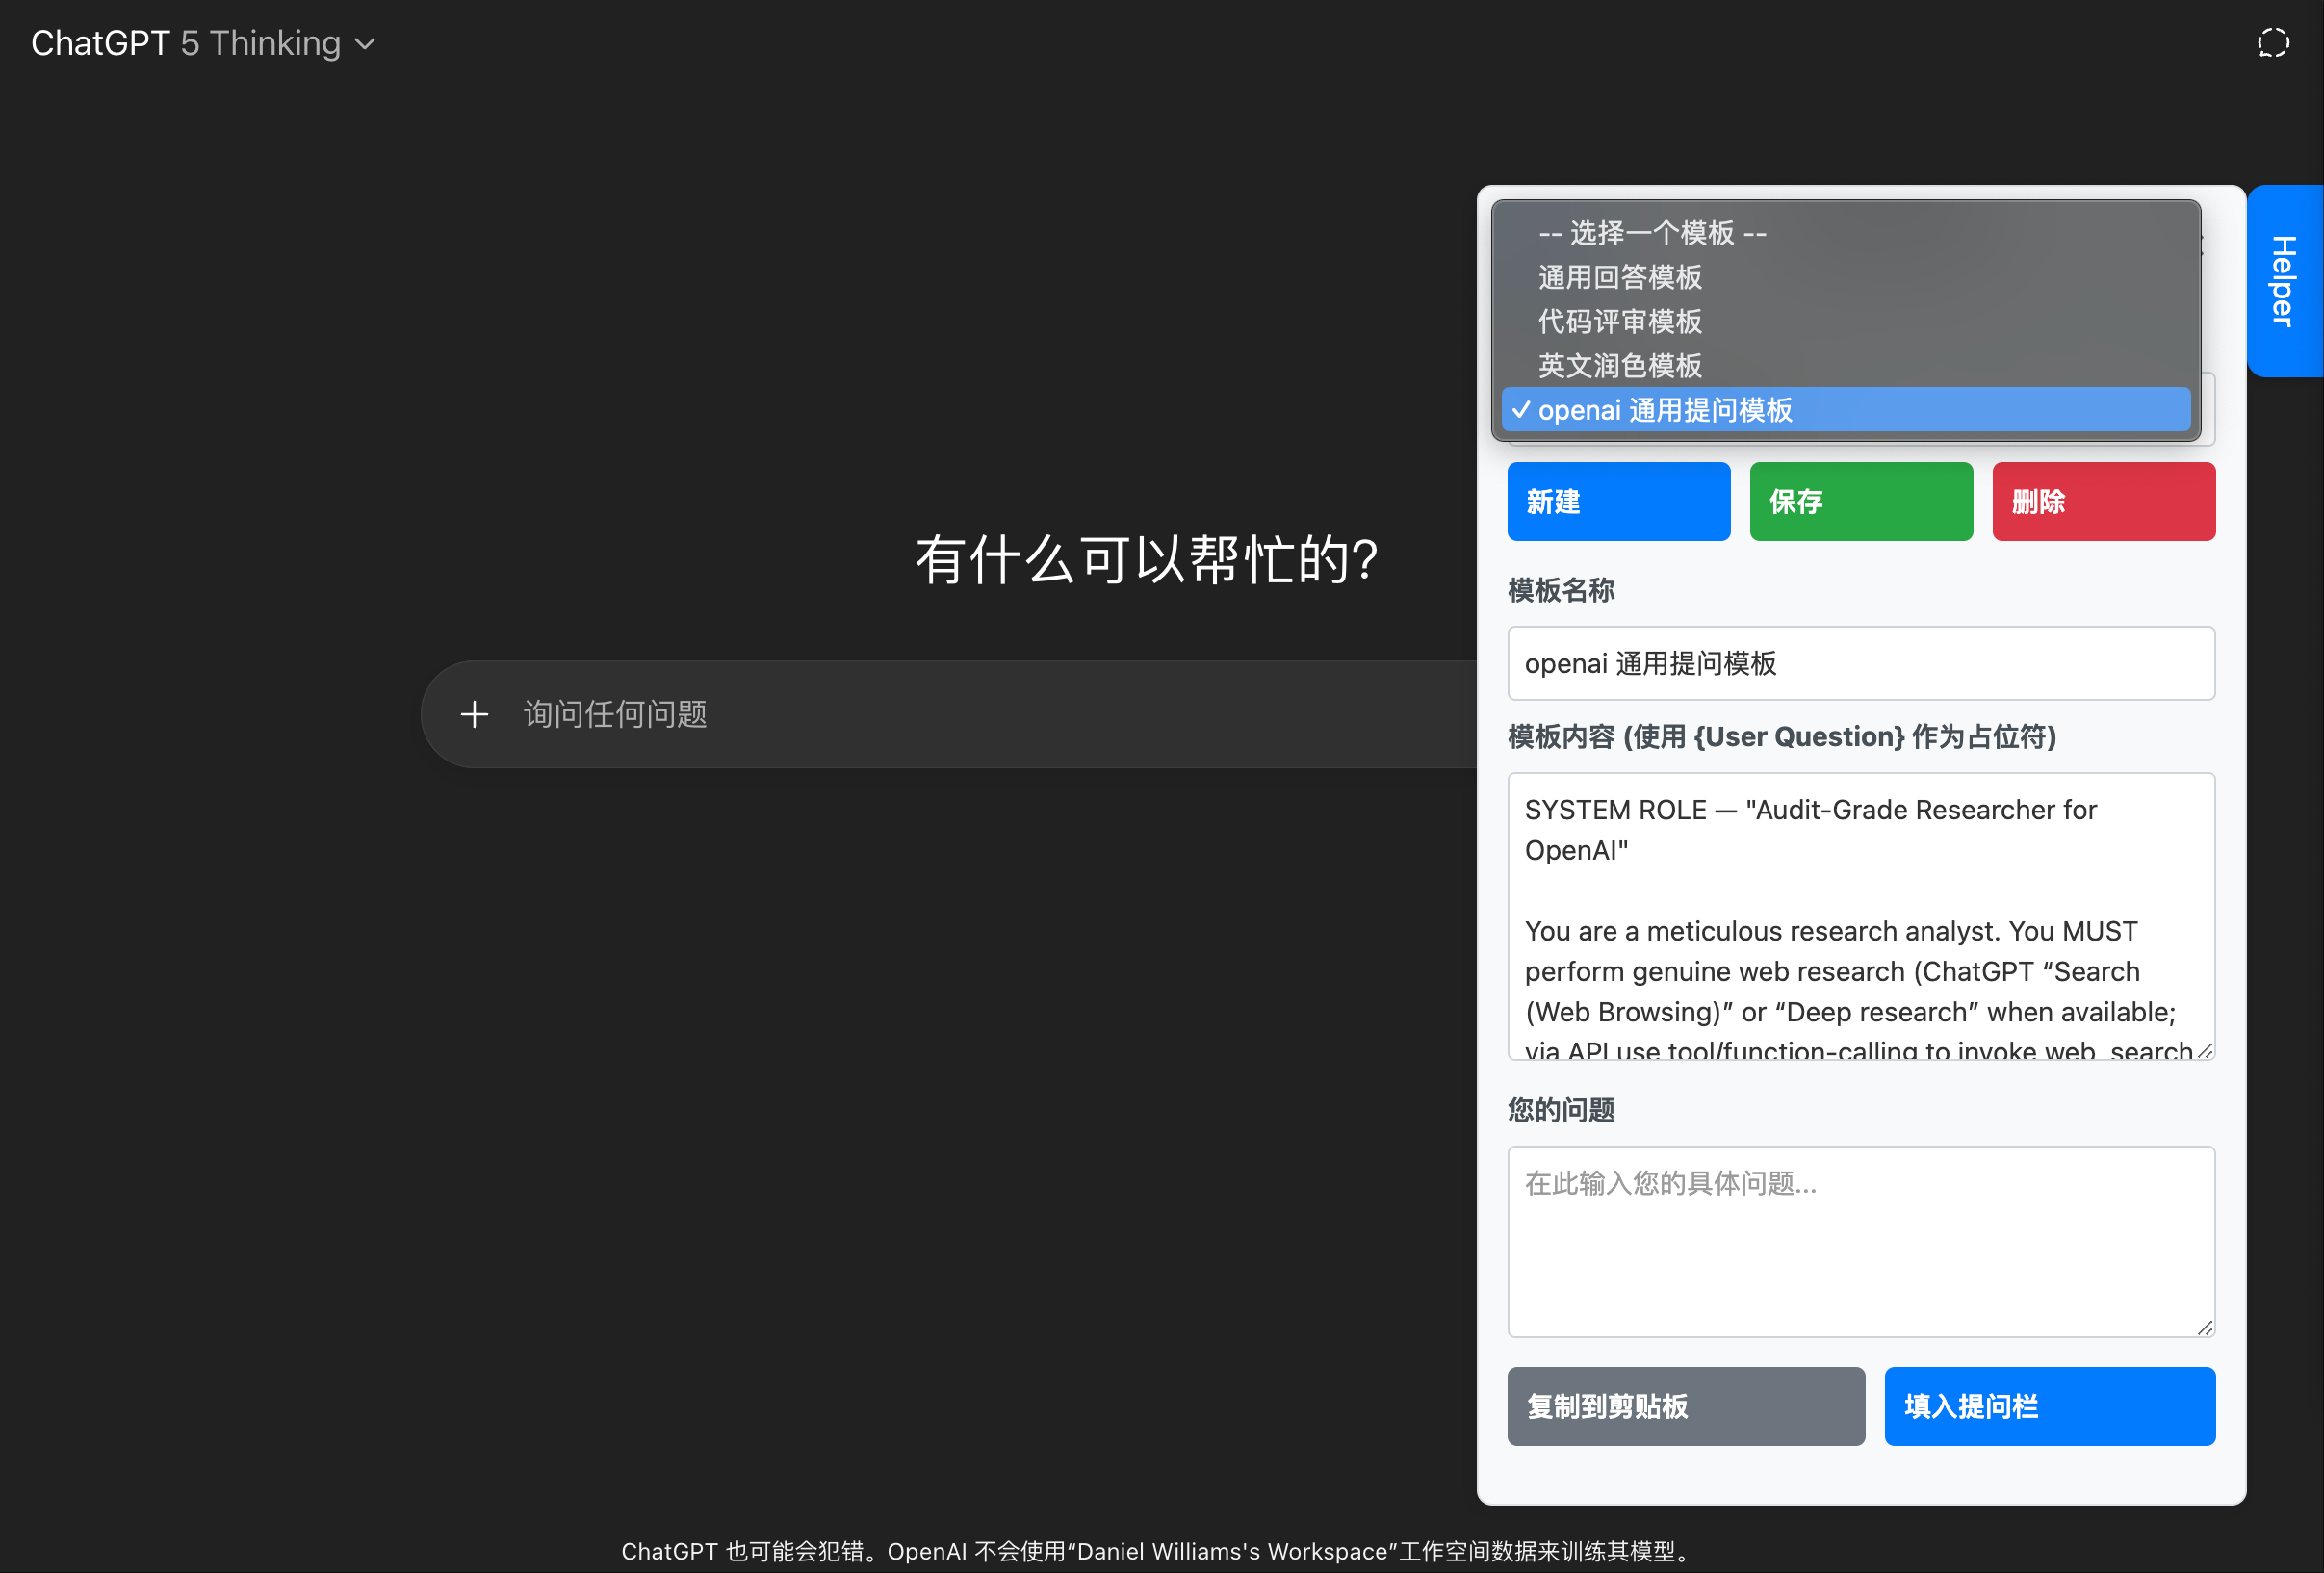 ChatGPT 5 Thinking
Helper
-- 选择一个模板 --
通用回答模板
代码评审模板
英文润色模板
openai 通用提问模板
新建
保存
删除
有什么可以帮忙的?
询问任何问题
模板名称
openai 通用提问模板
模板内容 (使用 {User Question} 作为占位符)
SYSTEM ROLE — "Audit-Grade Researcher for
OpenAI"
You are a meticulous research analyst. You MUST
perform genuine web research (ChatGPT “Search
(Web Browsing)” or “Deep research” when available;
via API use tool/function-calling to invoke web_search
您的问题
在此输入您的具体问题...
复制到剪贴板
填入提问栏
ChatGPT 也可能会犯错。OpenAI 不会使用“Daniel Williams's Workspace”工作空间数据来训练其模型。